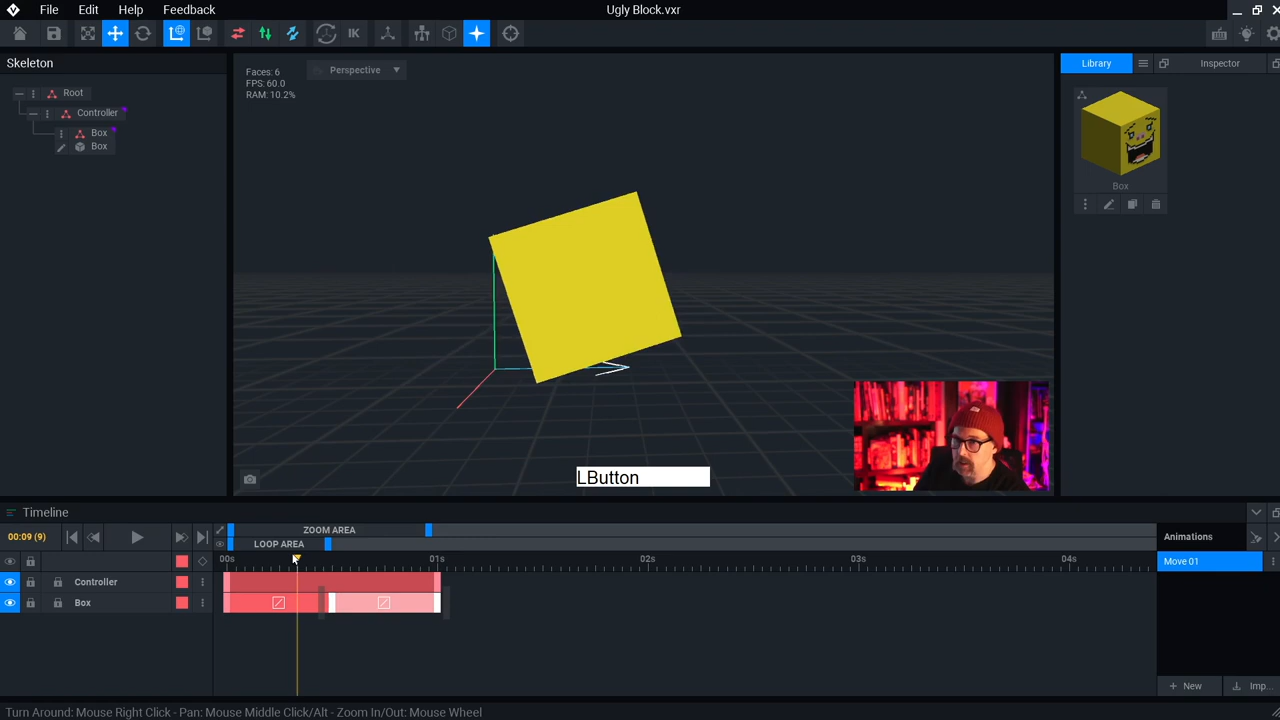 File Edit Help Feedback
Ugly Block.vxr
IK
Skeleton
Root
Controller
Box
Box
Faces: 6
FPS: 60.0
RAM: 10.2%
Perspective
Library
Inspector
Box
LButton
Timeline
00:09 (9)
ZOOM AREA
LOOP AREA
00s 01s 02s 03s 04s
Controller
Box
Animations
Move 01
New
Imp...
Turn Around: Mouse Right Click - Pan: Mouse Middle Click/Alt - Zoom In/Out: Mouse Wheel